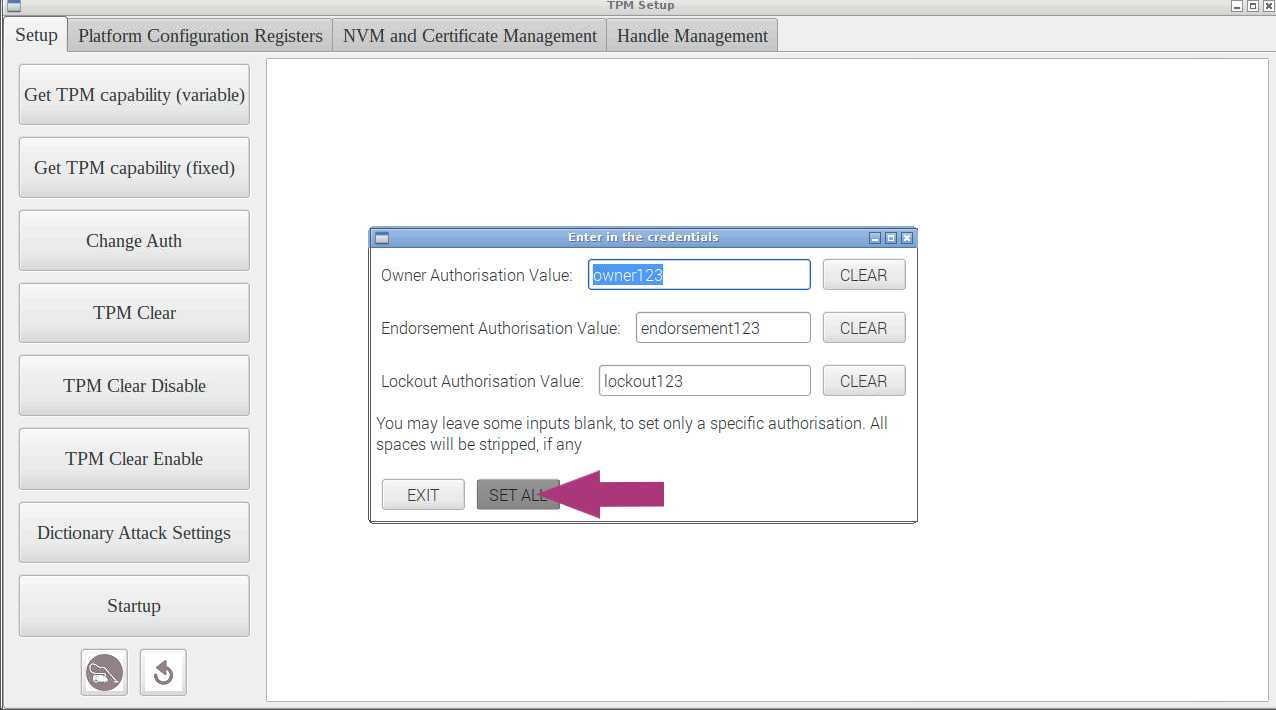 TPM Setup
Setup
Platform Configuration Registers
NVM and Certificate Management
Handle Management
Get TPM capability (variable)
Get TPM capability (fixed)
Change Auth
TPM Clear
TPM Clear Disable
TPM Clear Enable
Dictionary Attack Settings
Startup
Enter in the credentials
Owner Authorisation Value: owner123 CLEAR
Endorsement Authorisation Value: endorsement123 CLEAR
Lockout Authorisation Value: lockout123 CLEAR
You may leave some inputs blank, to set only a specific authorisation. All
spaces will be stripped, if any
EXIT SET ALL